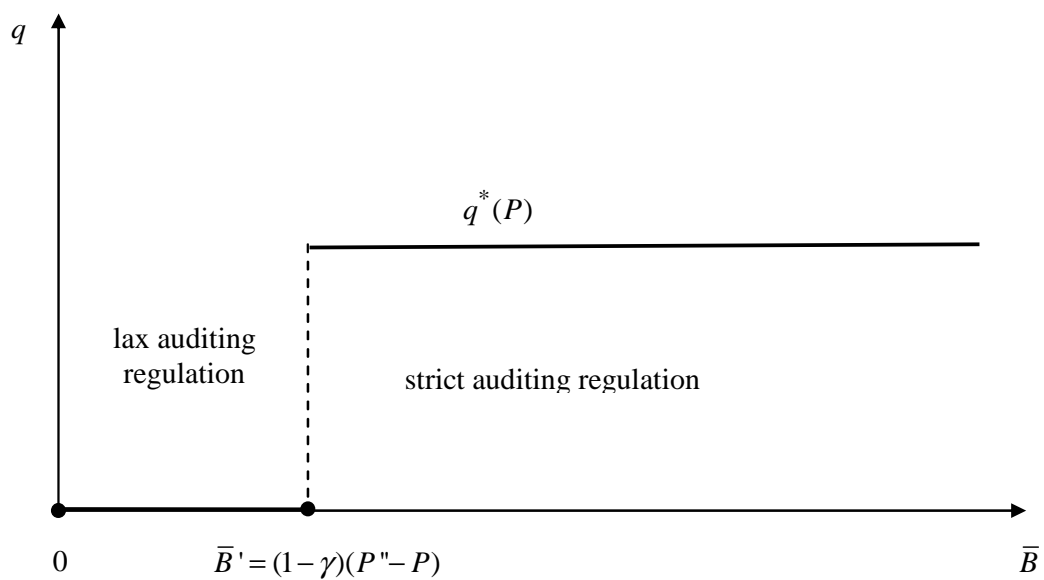 q
q*(P)
lax auditing
regulation
strict auditing regulation
0
B̅' = (1 − γ)(P" − P)
B̅